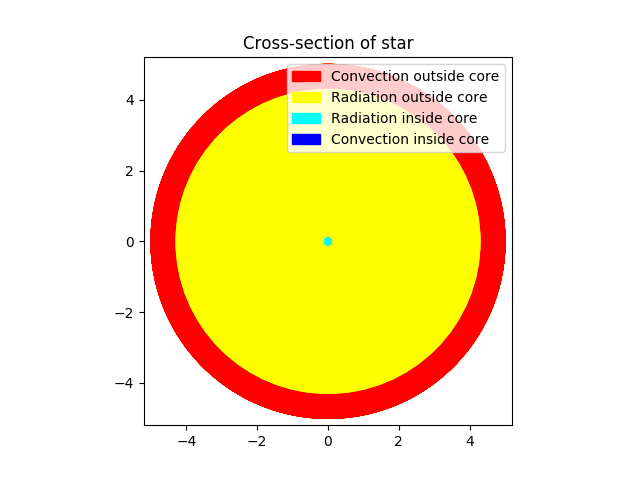 Cross-section of star
Convection outside core
Radiation outside core
Radiation inside core
Convection inside core
4
2
0
−2
−4
−4 −2 0 2 4